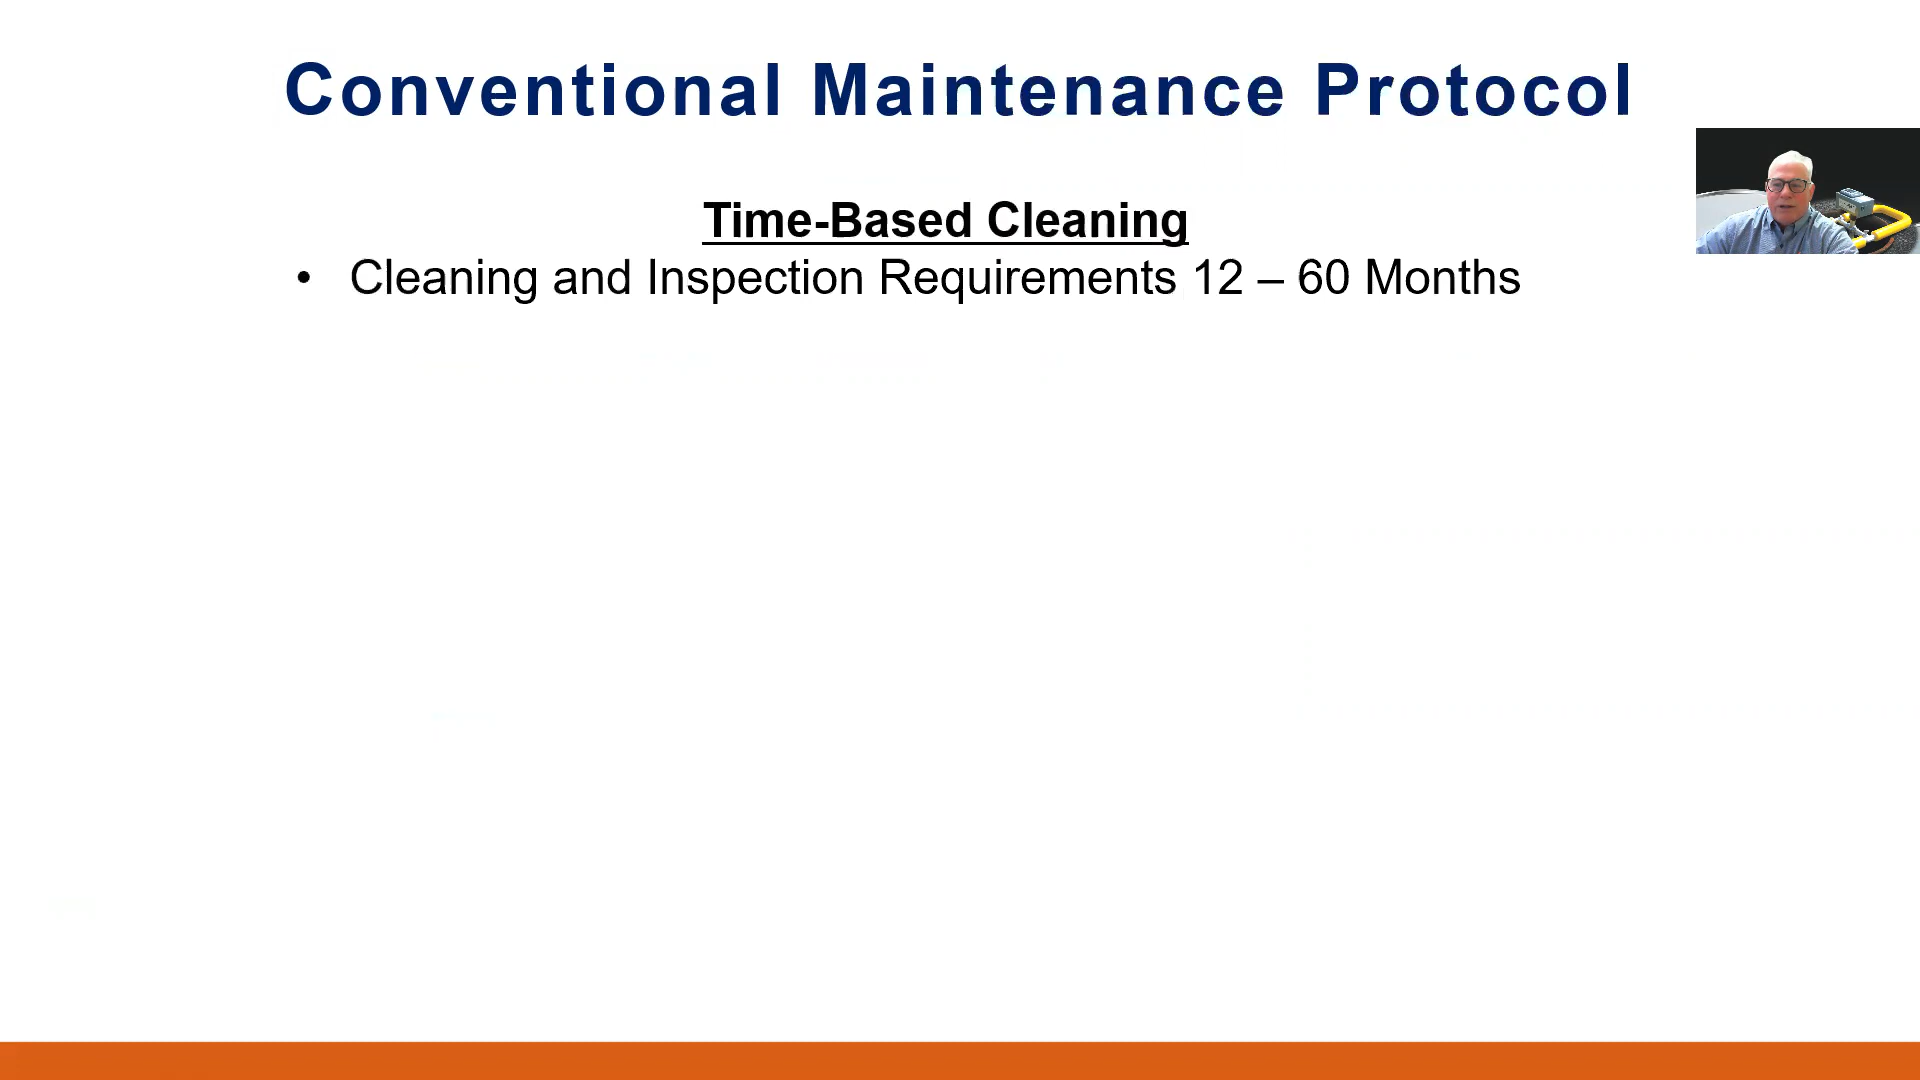 Conventional Maintenance Protocol
Time-Based Cleaning
• Cleaning and Inspection Requirements 12 – 60 Months